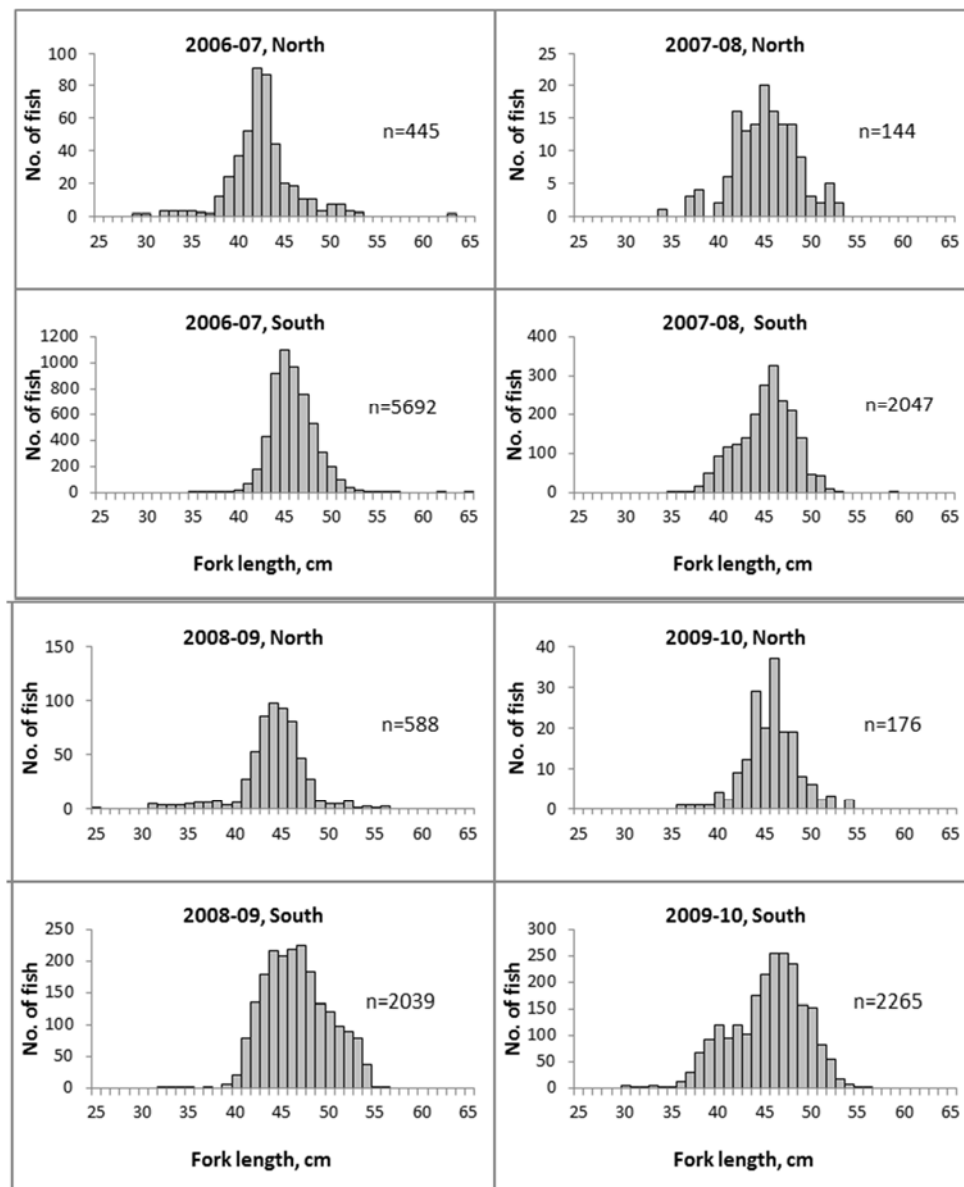 2006-07, North
No. of fish
100
80
60
40
20
0
n=445
25 30 35 40 45 50 55 60 65
2007-08, North
No. of fish
25
20
15
10
5
0
n=144
25 30 35 40 45 50 55 60 65
2006-07, South
No. of fish
1200
1000
800
600
400
200
0
n=5692
25 30 35 40 45 50 55 60 65
Fork length, cm
2007-08, South
No. of fish
400
300
200
100
0
n=2047
25 30 35 40 45 50 55 60 65
Fork length, cm
2008-09, North
No. of fish
150
100
50
0
n=588
25 30 35 40 45 50 55 60 65
2009-10, North
No. of fish
40
30
20
10
0
n=176
25 30 35 40 45 50 55 60 65
2008-09, South
No. of fish
250
200
150
100
50
0
n=2039
25 30 35 40 45 50 55 60 65
Fork length, cm
2009-10, South
No. of fish
300
250
200
150
100
50
0
n=2265
25 30 35 40 45 50 55 60 65
Fork length, cm